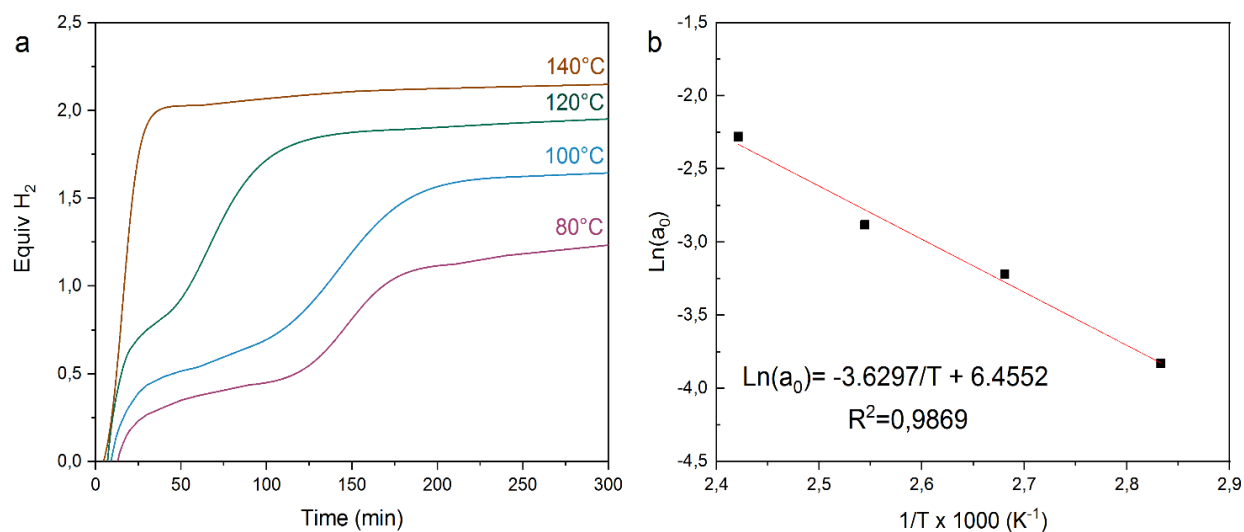 a
2,5
2,0
1,5
1,0
0,5
0,0
Equiv H₂
140°C
120°C
100°C
80°C
0 50 100 150 200 250 300
Time (min)
b
-1,5
-2,0
-2,5
-3,0
-3,5
-4,0
-4,5
Ln(a₀)
Ln(a₀)= -3.6297/T + 6.4552
R²=0,9869
2,4 2,5 2,6 2,7 2,8 2,9
1/T x 1000 (K⁻¹)